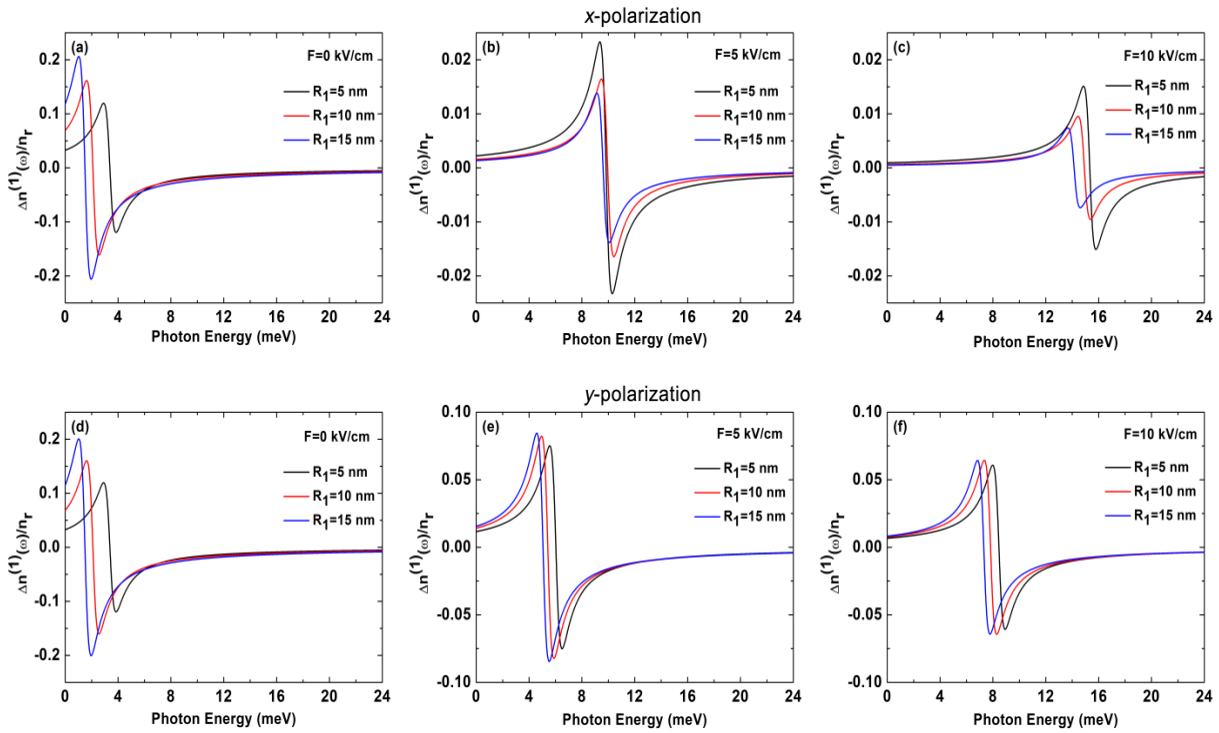 x-polarization
(a)
F=0 kV/cm
R1=5 nm
R1=10 nm
R1=15 nm
Δn(1)(ω)/nr
0.2
0.1
0.0
-0.1
-0.2
0 4 8 12 16 20 24
Photon Energy (meV)
(b)
F=5 kV/cm
R1=5 nm
R1=10 nm
R1=15 nm
Δn(1)(ω)/nr
0.02
0.01
0.00
-0.01
-0.02
0 4 8 12 16 20 24
Photon Energy (meV)
(c)
F=10 kV/cm
R1=5 nm
R1=10 nm
R1=15 nm
Δn(1)(ω)/nr
0.02
0.01
0.00
-0.01
-0.02
0 4 8 12 16 20 24
Photon Energy (meV)
y-polarization
(d)
F=0 kV/cm
R1=5 nm
R1=10 nm
R1=15 nm
Δn(1)(ω)/nr
0.2
0.1
0.0
-0.1
-0.2
0 4 8 12 16 20 24
Photon Energy (meV)
(e)
F=5 kV/cm
R1=5 nm
R1=10 nm
R1=15 nm
Δn(1)(ω)/nr
0.10
0.05
0.00
-0.05
-0.10
0 4 8 12 16 20 24
Photon Energy (meV)
(f)
F=10 kV/cm
R1=5 nm
R1=10 nm
R1=15 nm
Δn(1)(ω)/nr
0.10
0.05
0.00
-0.05
-0.10
0 4 8 12 16 20 24
Photon Energy (meV)